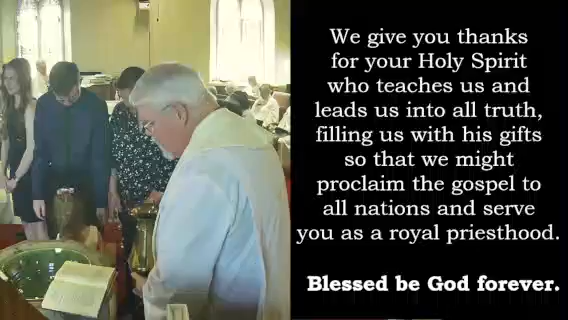 We give you thanks
for your Holy Spirit
who teaches us and
leads us into all truth,
filling us with his gifts
so that we might
proclaim the gospel to
all nations and serve
you as a royal priesthood.
Blessed be God forever.